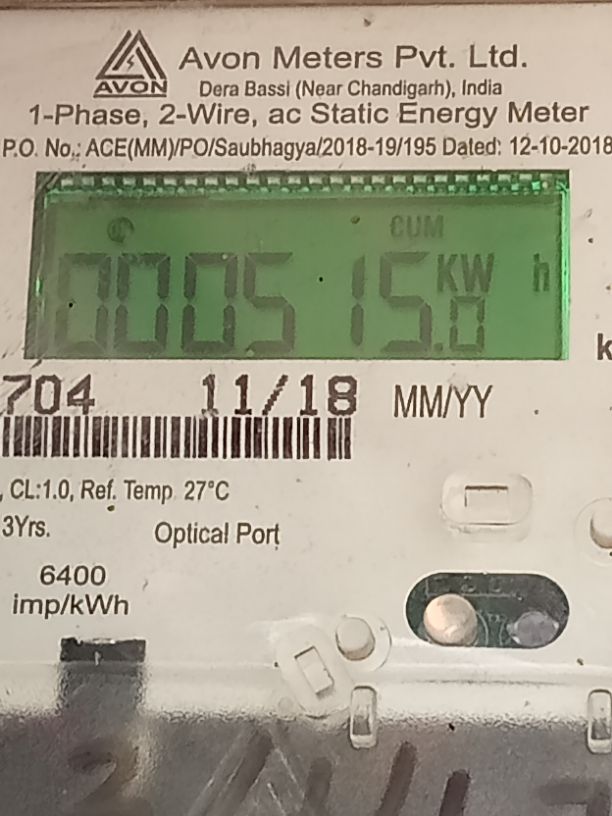 AVON
Avon Meters Pvt. Ltd.
Dera Bassi (Near Chandigarh), India
1-Phase, 2-Wire, ac Static Energy Meter
P.O. No.: ACE(MM)/PO/Saubhagya/2018-19/195 Dated: 12-10-2018
CUM
000515.0 KW h
k
704 11/18 MM/YY
, CL:1.0, Ref. Temp 27°C
3Yrs. Optical Port
6400
imp/kWh